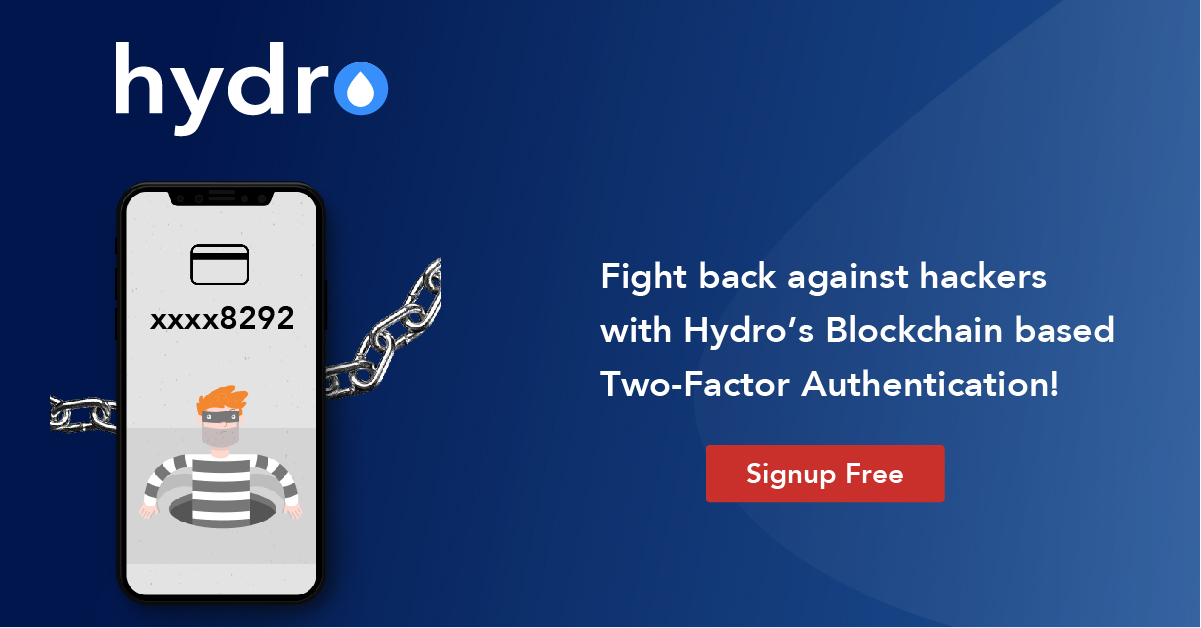 hydro
xxxx8292
Fight back against hackers
with Hydro’s Blockchain based
Two-Factor Authentication!
Signup Free